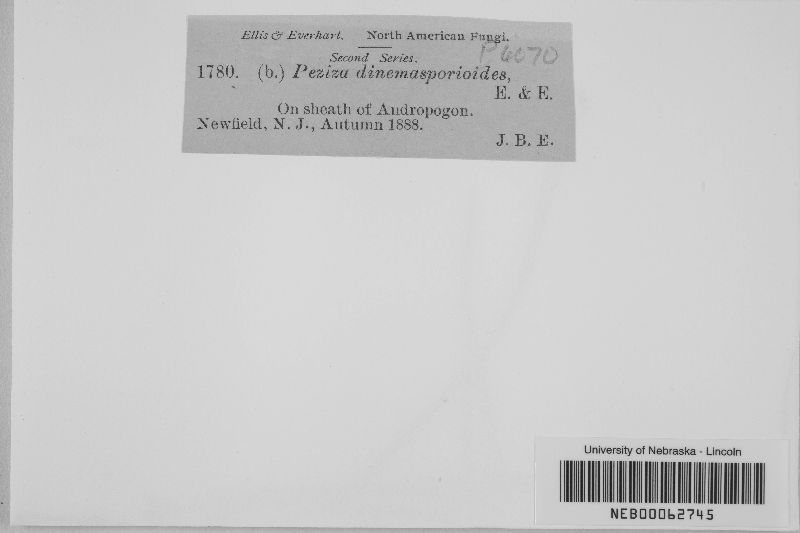 Ellis & Everhart. North American Fungi.
Second Series.
P 6070
1780. (b.) Peziza dinemasporioides,
E. & E.
On sheath of Andropogon.
Newfield, N. J., Autumn 1888.
J. B. E.
University of Nebraska - Lincoln
NEB00062745